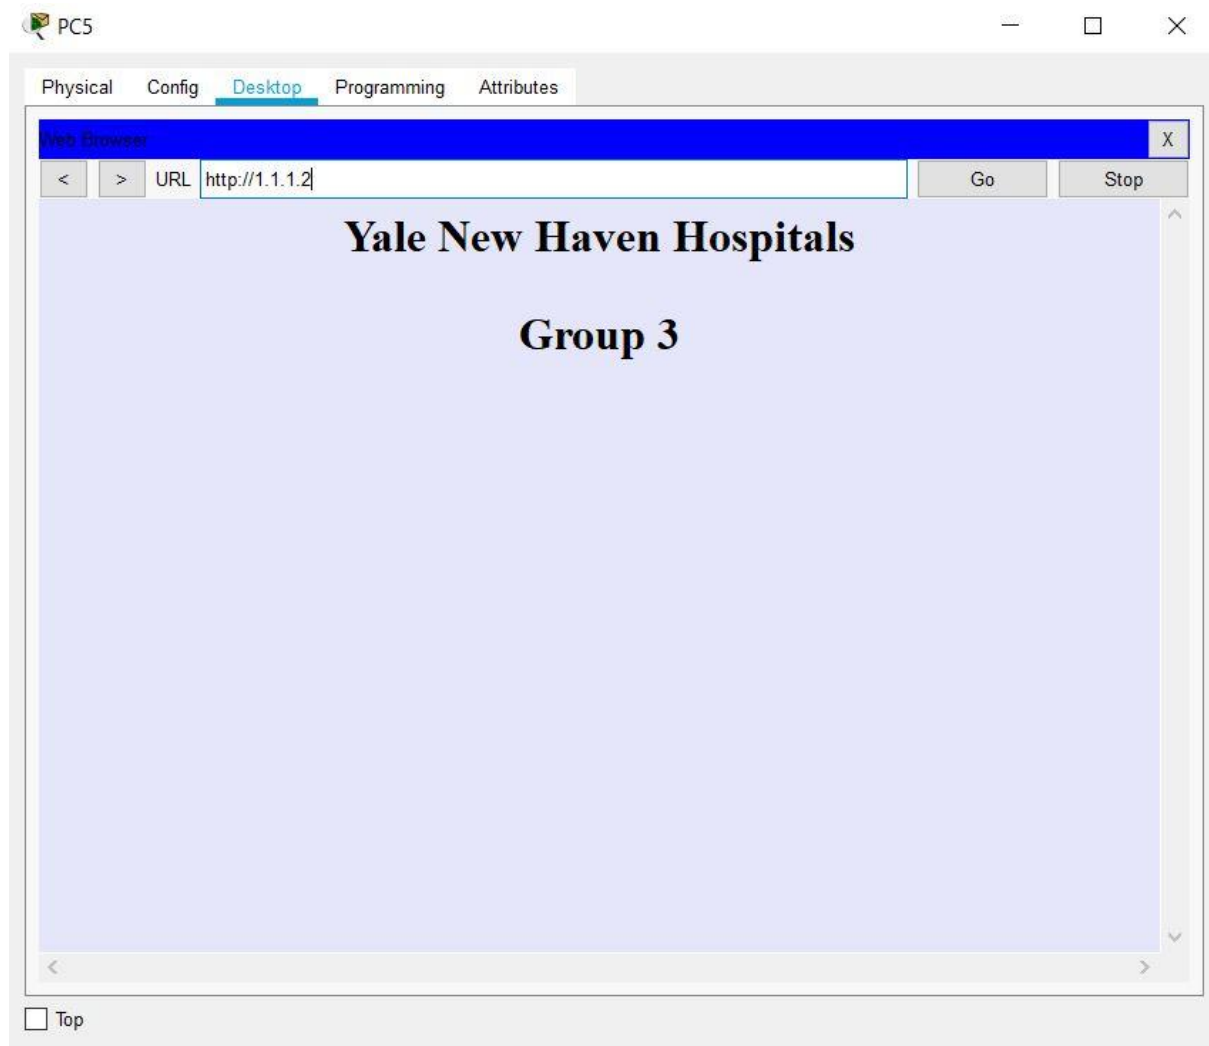 PC5
Physical Config Desktop Programming Attributes
Web Browser X
< > URL http://1.1.1.2 Go Stop
Yale New Haven Hospitals
Group 3
Top